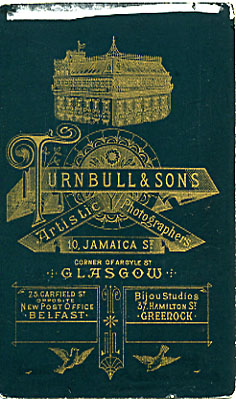 TURNBULL & SONS
Artistic Photographers
10, JAMAICA ST
CORNER OF ARGYLE ST
GLASGOW
25, GARFIELD ST
OPPOSITE
NEW POST OFFICE
BELFAST
Bijou Studios
37, HAMILTON ST
GREENOCK